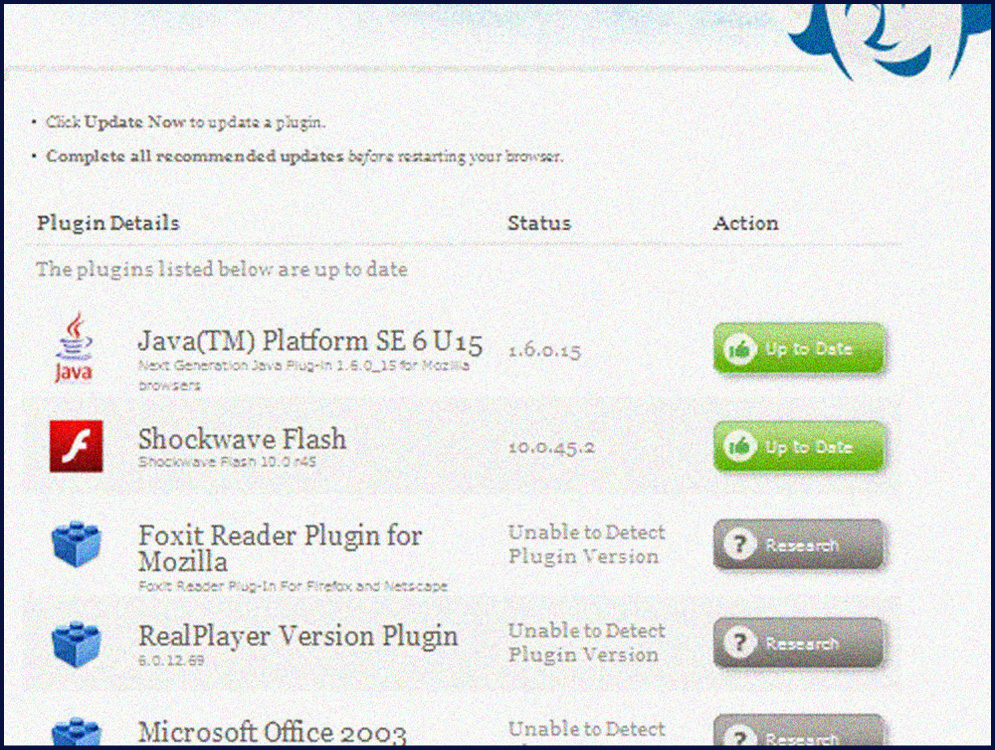 • Click Update Now to update a plugin.
• Complete all recommended updates before restarting your browser.
Plugin Details Status Action
The plugins listed below are up to date
Java(TM) Platform SE 6 U15 1.6.0.15 Up to Date
Next Generation Java Plug-in 1.6.0_15 for Mozilla
browsers
Java
Shockwave Flash 10.0.45.2 Up to Date
Shockwave Flash 10.0 r45
Foxit Reader Plugin for Unable to Detect Research
Mozilla Plugin Version
Foxit Reader Plug-In For Firefox and Netscape
RealPlayer Version Plugin Unable to Detect Research
6.0.12.69 Plugin Version
Microsoft Office 2003 Unable to Detect Research